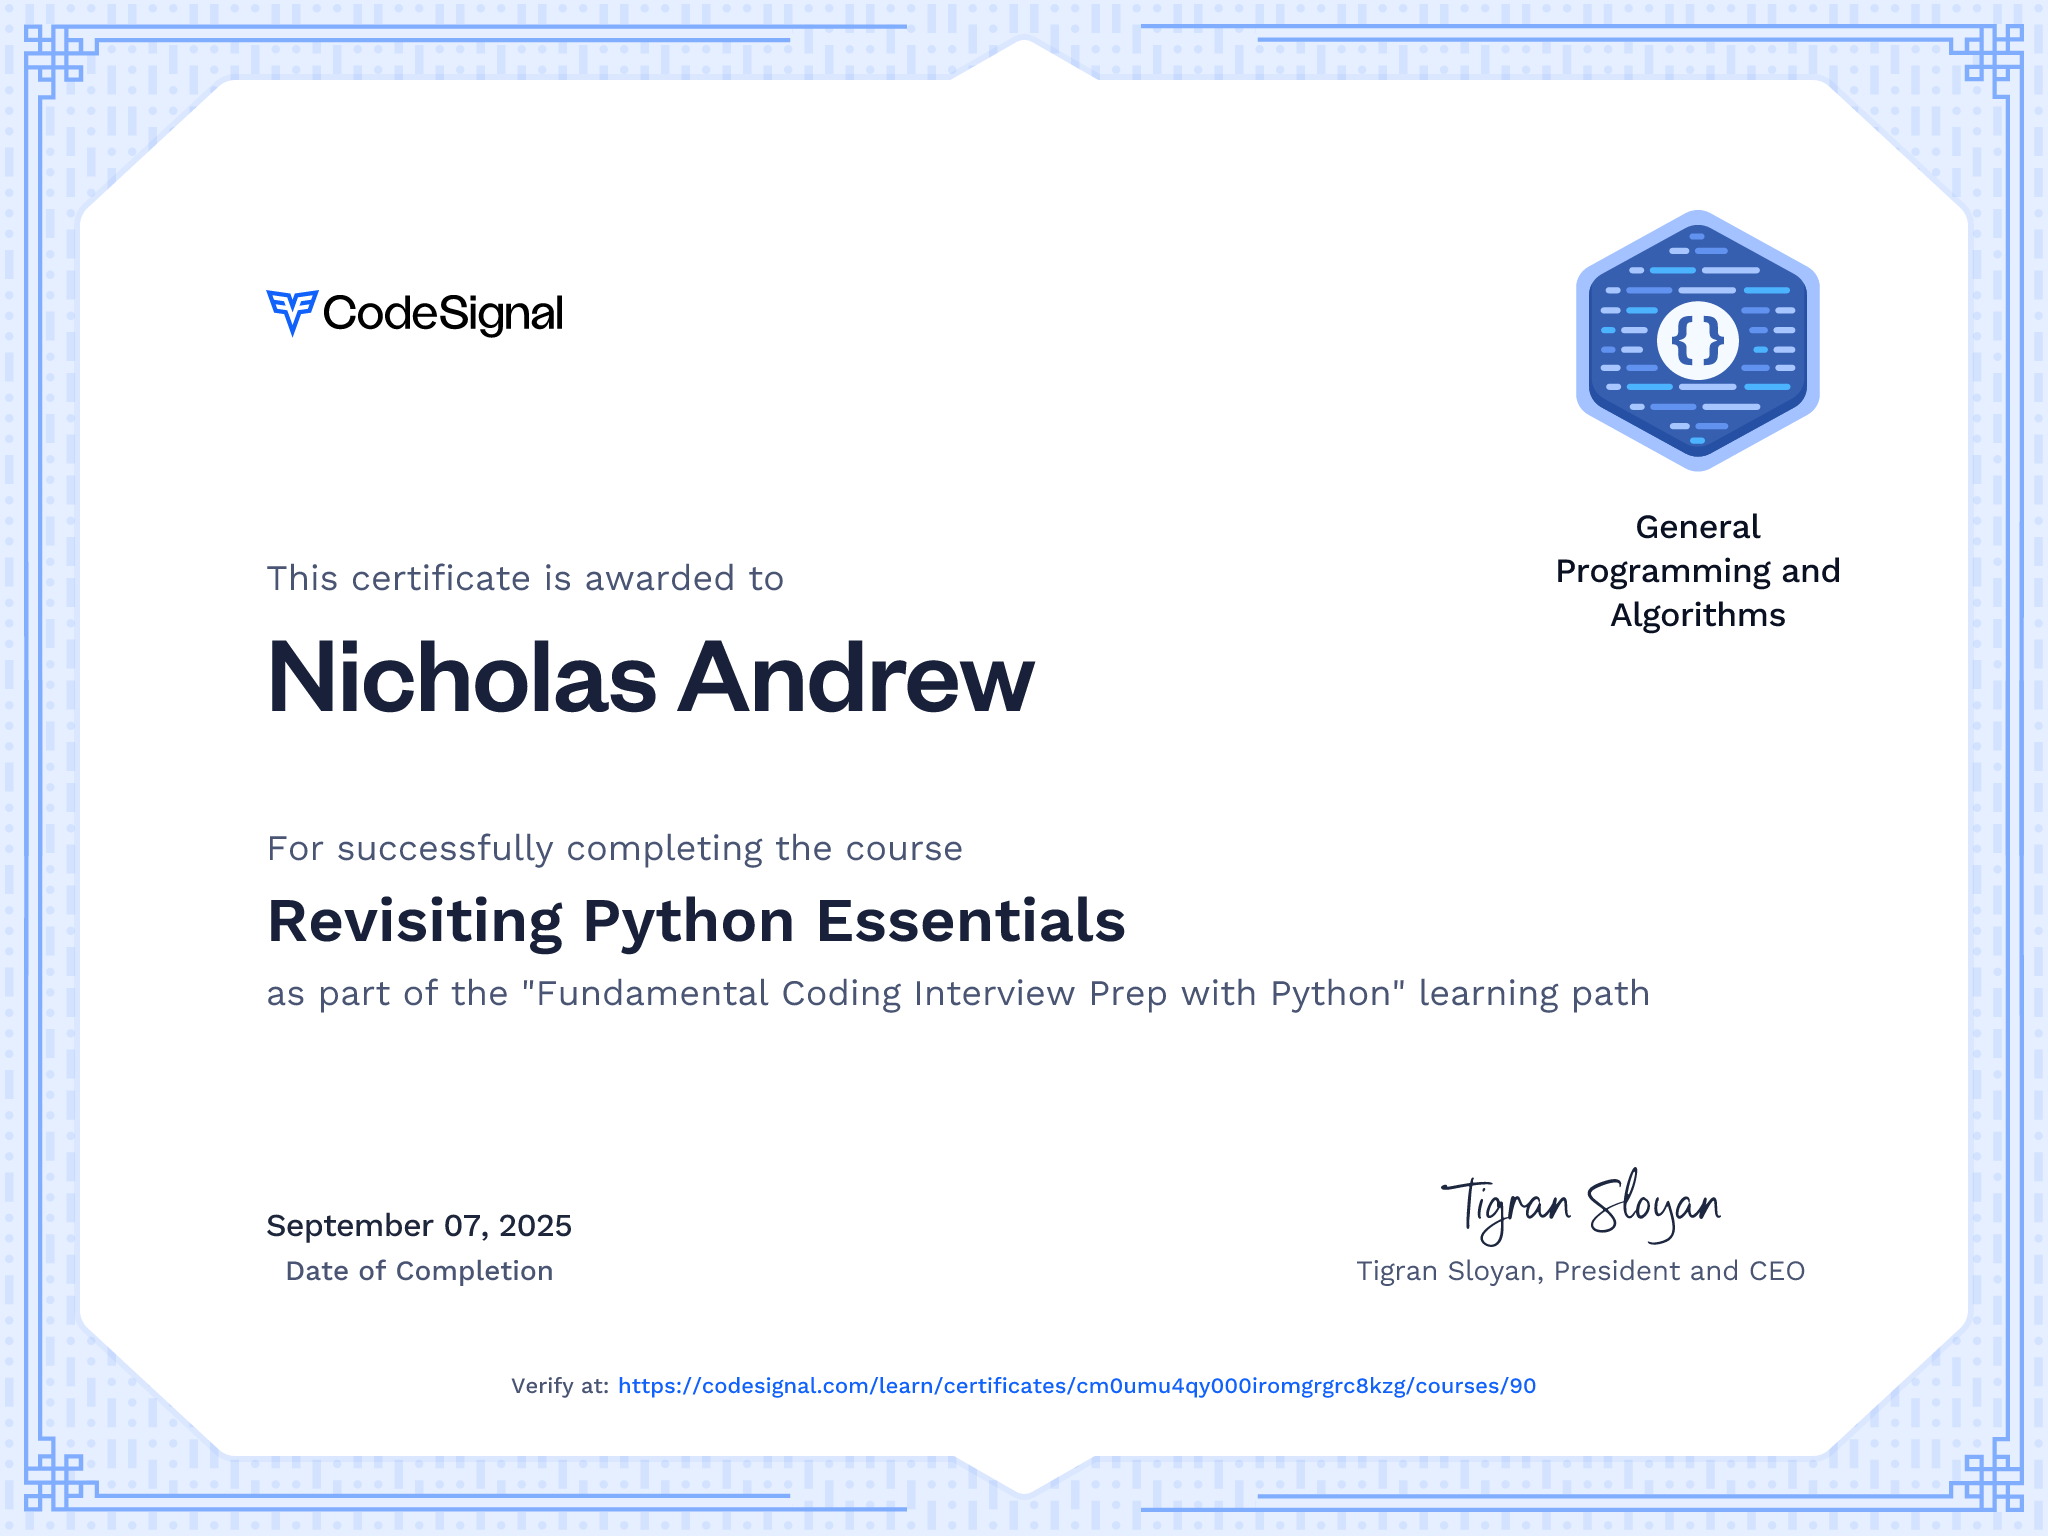 CodeSignal
{}
General
Programming and
Algorithms
This certificate is awarded to
Nicholas Andrew
For successfully completing the course
Revisiting Python Essentials
as part of the "Fundamental Coding Interview Prep with Python" learning path
September 07, 2025
Date of Completion
Tigran Sloyan
Tigran Sloyan, President and CEO
Verify at: https://codesignal.com/learn/certificates/cm0umu4qy000iromgrgrc8kzg/courses/90